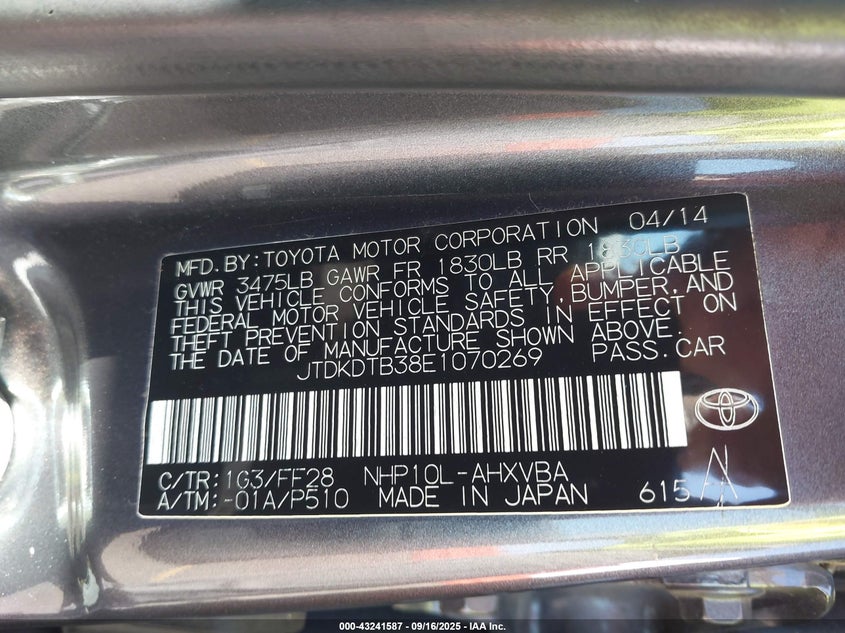 MFD. BY: TOYOTA MOTOR CORPORATION 04/14
GVWR 3475LB GAWR FR 1830LB RR 1830LB
THIS VEHICLE CONFORMS TO ALL APPLICABLE
FEDERAL MOTOR VEHICLE SAFETY, BUMPER, AND
THEFT PREVENTION STANDARDS IN EFFECT ON
THE DATE OF MANUFACTURE SHOWN ABOVE.
JTDKDTB38E1070269 PASS. CAR
C/TR: 1G3/FF28 NHP10L-AHXVBA
A/TM: -01A/P510 MADE IN JAPAN 615 A
000-43241587 - 09/16/2025 - IAA Inc.